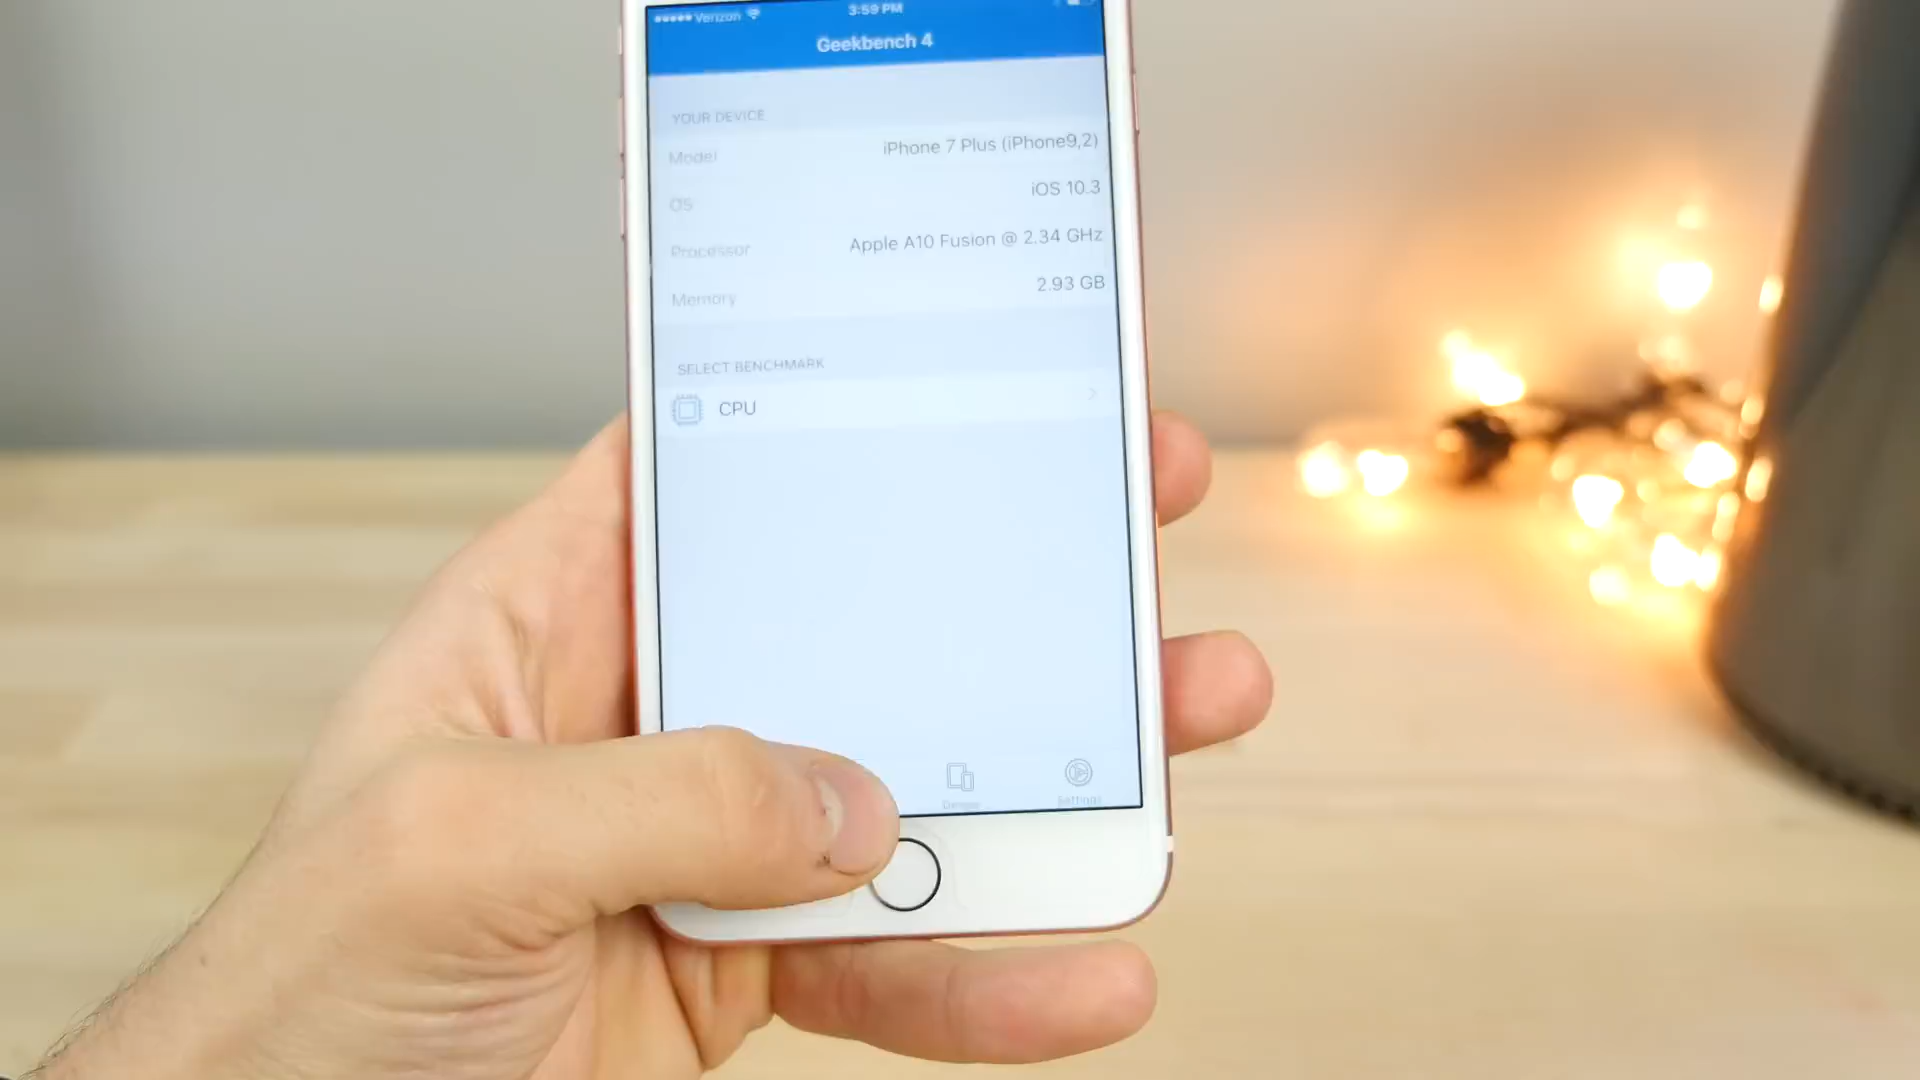 Verizon 3:59 PM
Geekbench 4
YOUR DEVICE
Model iPhone 7 Plus (iPhone9,2)
OS iOS 10.3
Processor Apple A10 Fusion @ 2.34 GHz
Memory 2.93 GB
SELECT BENCHMARK
CPU
Settings